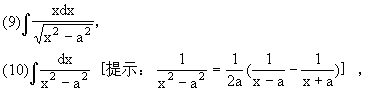 (9)∫ xdx / √(x² − a²),
(10)∫ dx / (x² − a²) [提示: 1/(x² − a²) = 1/2a (1/(x − a) − 1/(x + a))] ,